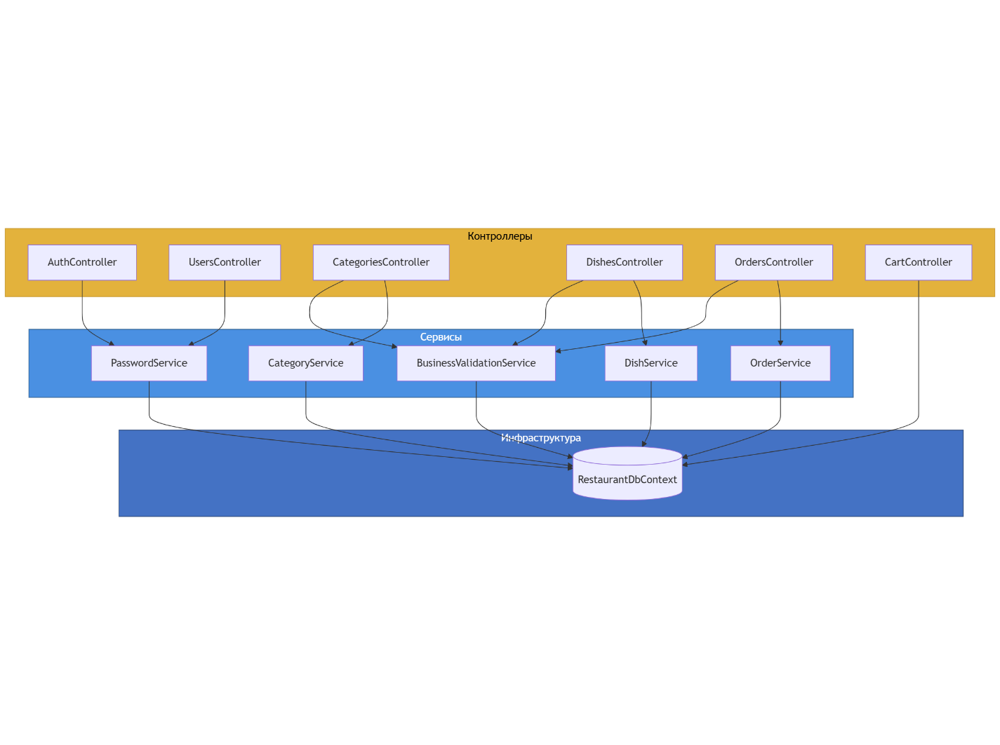 Контроллеры
AuthController
UsersController
CategoriesController
DishesController
OrdersController
CartController
Сервисы
PasswordService
CategoryService
BusinessValidationService
DishService
OrderService
Инфраструктура
RestaurantDbContext